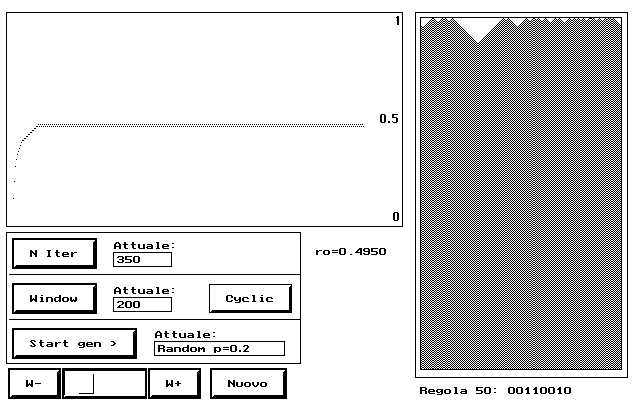 1
0.5
0
N Iter
Attuale:
350
ro=0.4950
Window
Attuale:
200
Cyclic
Start gen >
Attuale:
Random p=0.2
W-
W+
Nuovo
Regola 50: 00110010